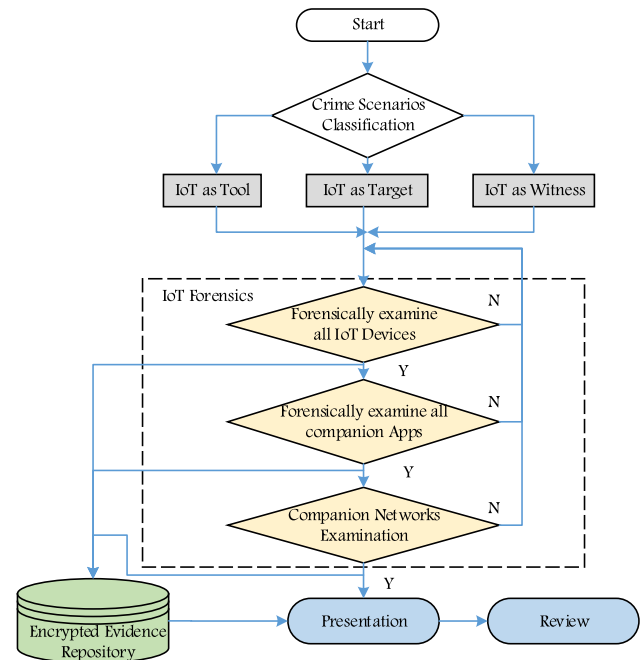 Start
Crime Scenarios
Classification
IoT as Tool
IoT as Target
IoT as Witness
IoT Forensics
N
Forensically examine
all IoT Devices
Y
N
Forensically examine all
companion Apps
Y
N
Companion Networks
Examination
Y
Encrypted Evidence
Repository
Presentation
Review